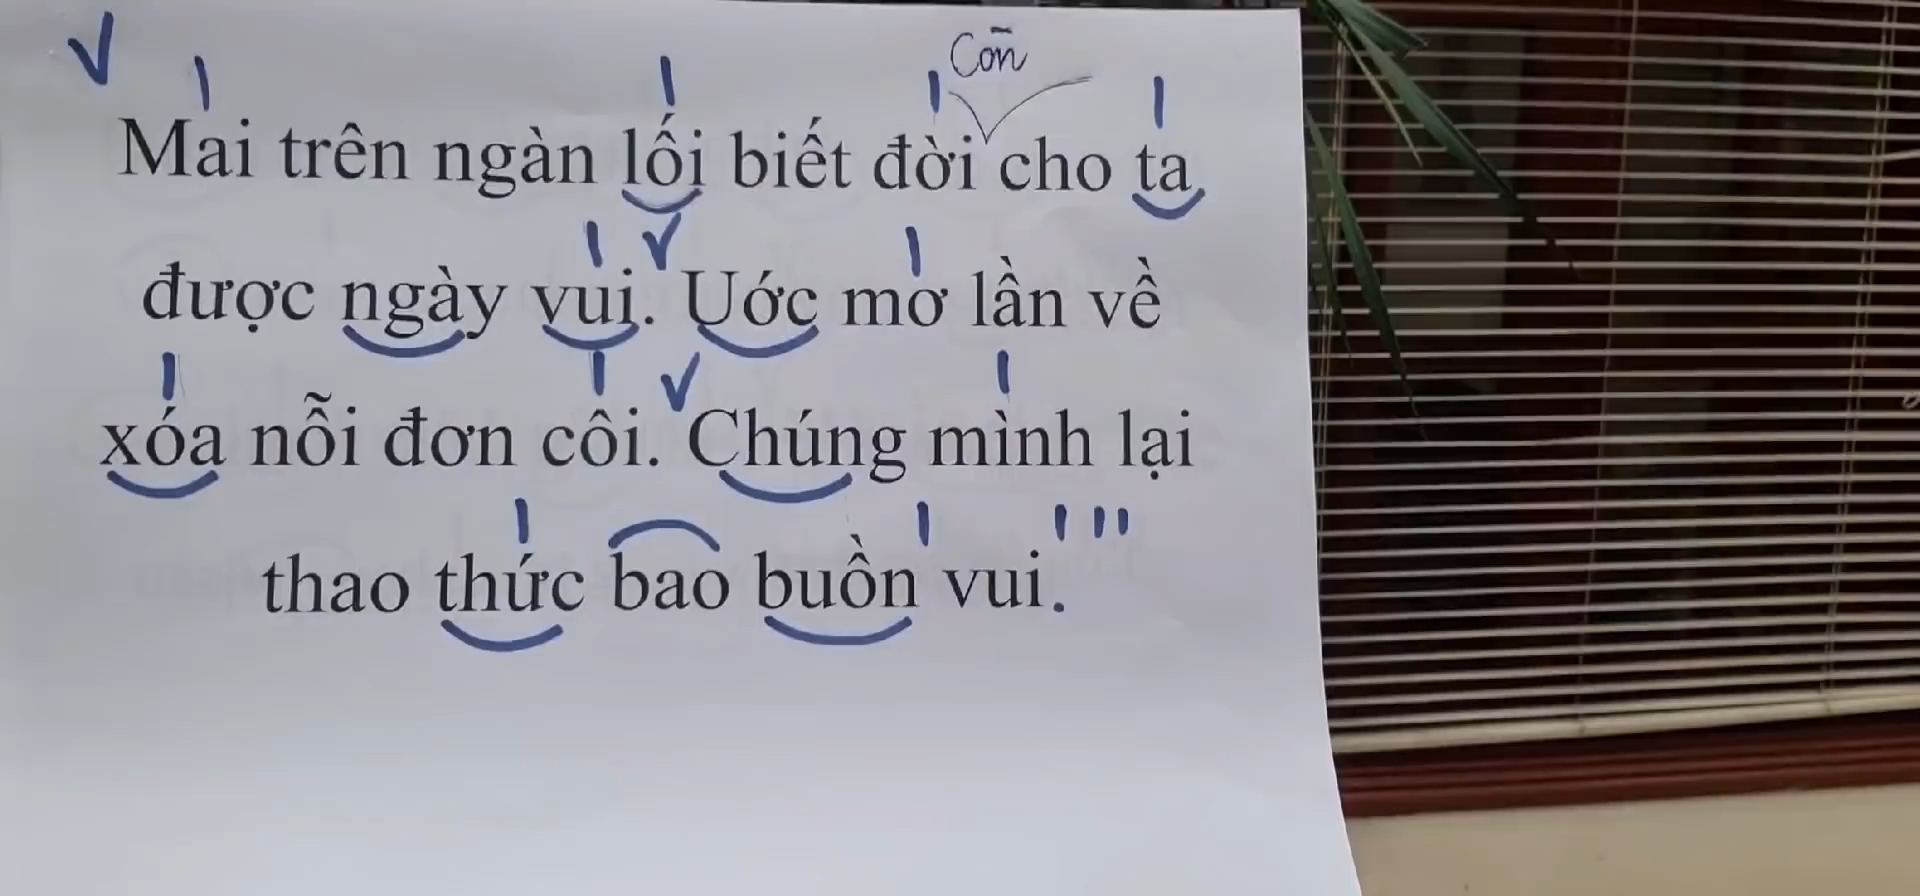 Cõn
Mai trên ngàn lối biết đời cho ta
được ngày vui. Ước mơ lần về
xóa nỗi đơn côi. Chúng mình lại
thao thức bao buồn vui.